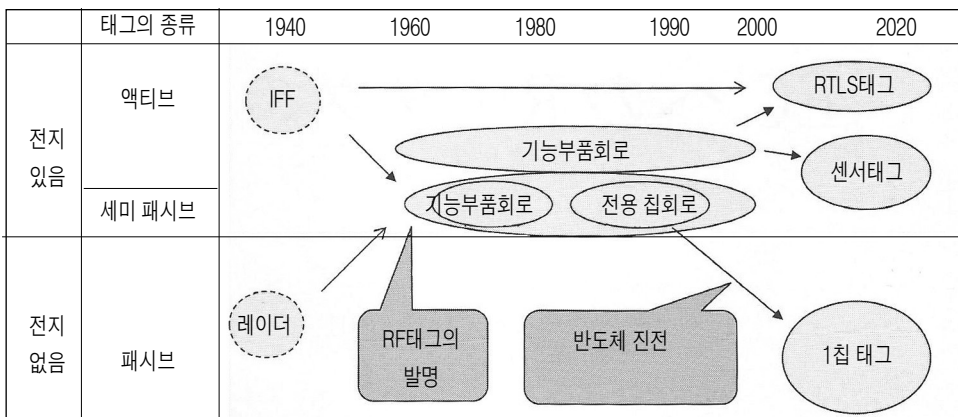 태그의 종류 1940 1960 1980 1990 2000 2020
액티브 IFF RTLS태그
전지
있음
기능부품회로
센서태그
세미 패시브 기능부품회로 전용 칩회로
전지
없음
패시브
레이더
RF태그의
발명
반도체 진전
1칩 태그